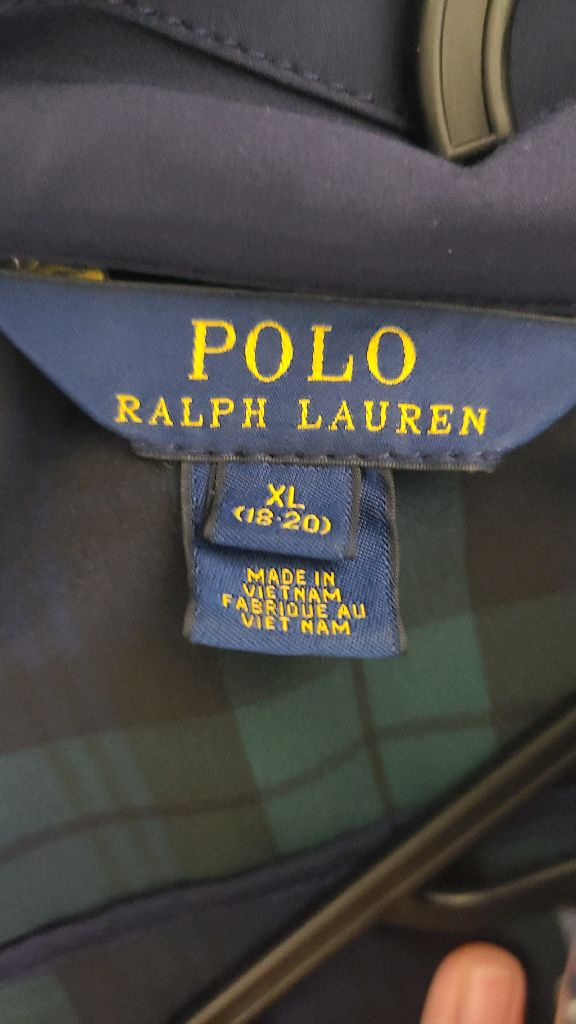 POLO
RALPH LAUREN
XL
(18-20)
MADE IN
VIETNAM
FABRIQUE AU
VIET NAM